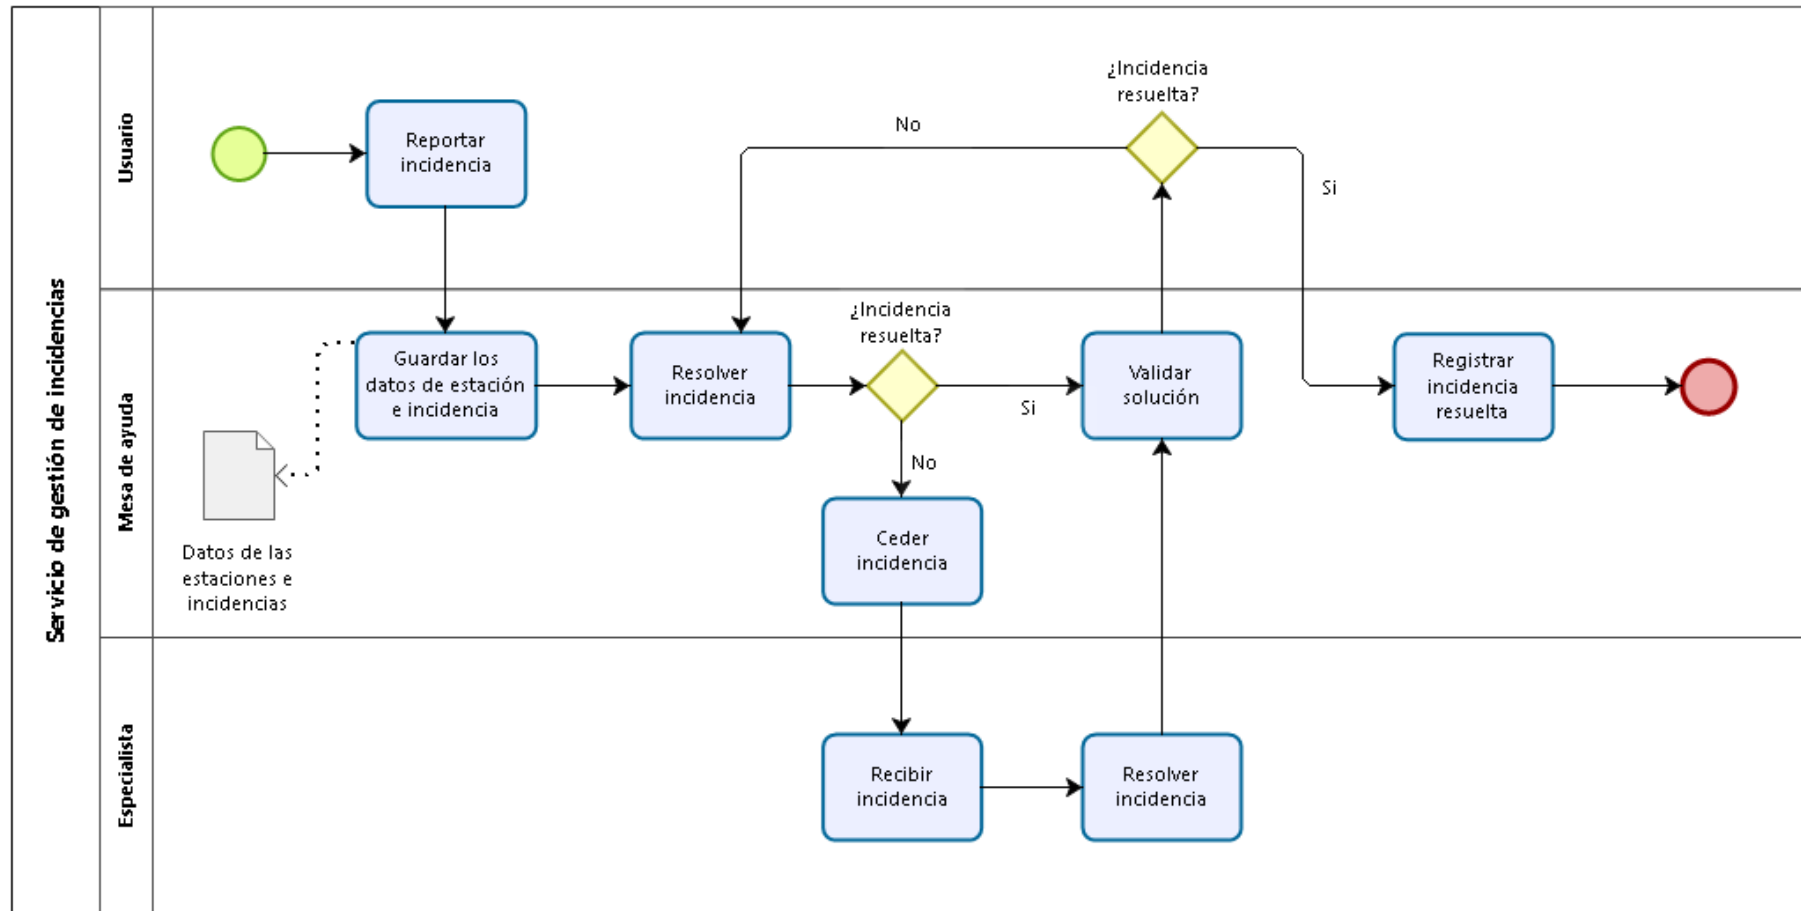 Servicio de gestión de incidencias
Usuario
Reportar
incidencia
No
¿Incidencia
resuelta?
Si
Mesa de ayuda
Guardar los
datos de estación
e incidencia
Resolver
incidencia
¿Incidencia
resuelta?
Si
No
Validar
solución
Registrar
incidencia
resuelta
Ceder
incidencia
Datos de las
estaciones e
incidencias
Especialista
Recibir
incidencia
Resolver
incidencia